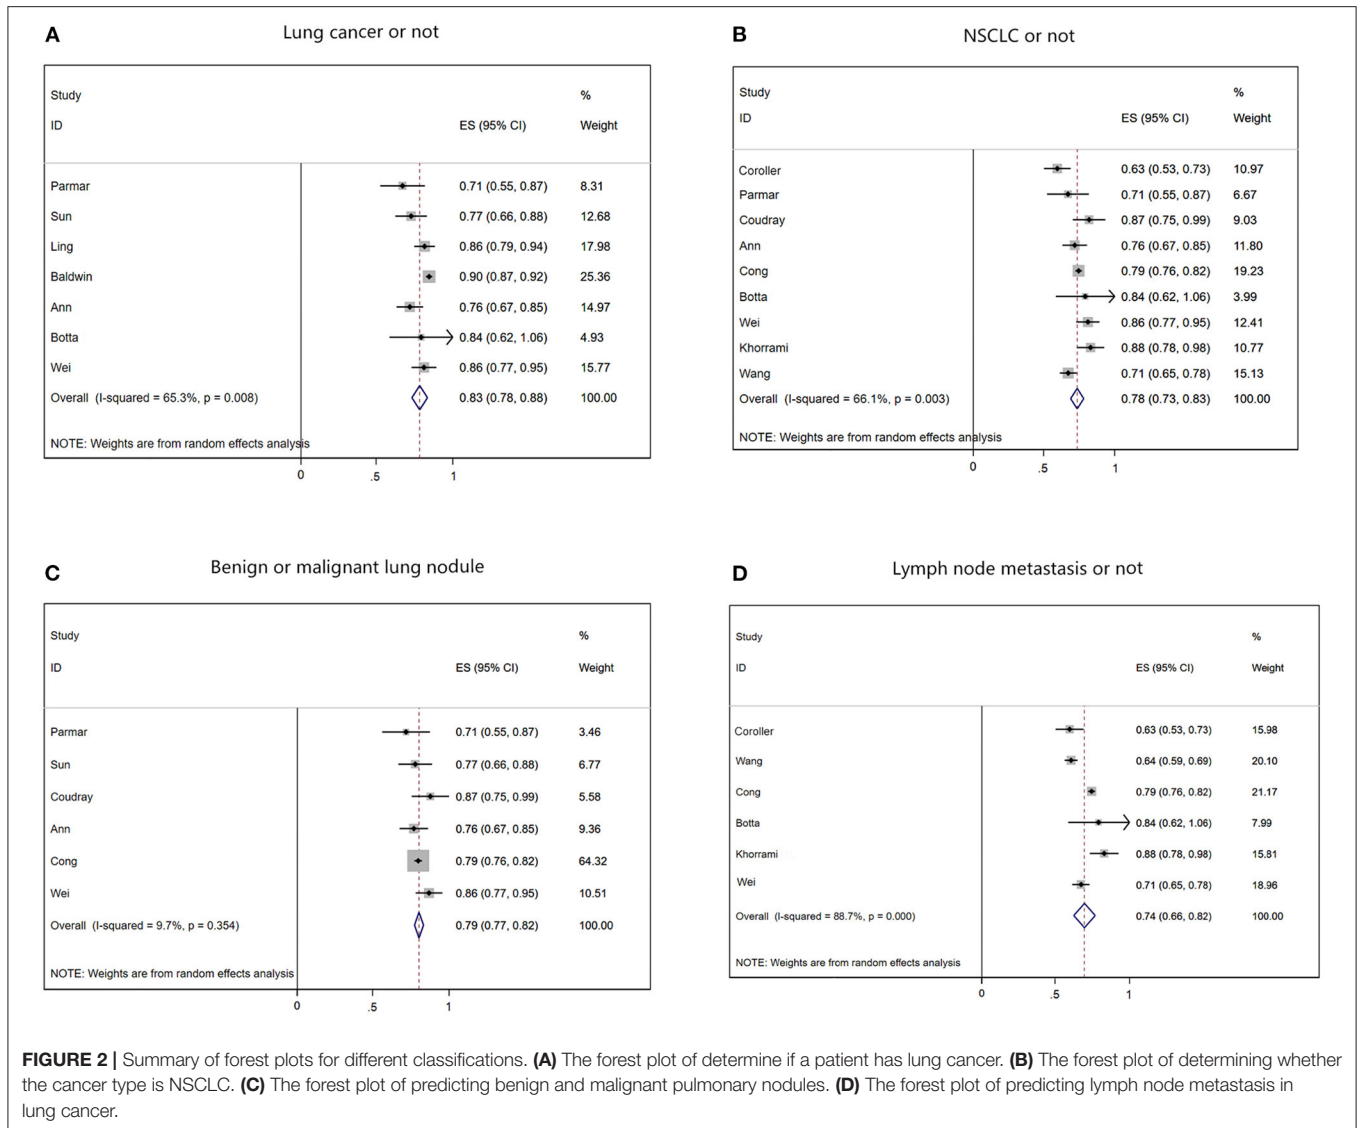 A Lung cancer or not
Study %
ID ES (95% CI) Weight
Parmar 0.71 (0.55, 0.87) 8.31
Sun 0.77 (0.66, 0.88) 12.68
Ling 0.86 (0.79, 0.94) 17.98
Baldwin 0.90 (0.87, 0.92) 25.36
Ann 0.76 (0.67, 0.85) 14.97
Botta 0.84 (0.62, 1.06) 4.93
Wei 0.86 (0.77, 0.95) 15.77
Overall (I-squared = 65.3%, p = 0.008) 0.83 (0.78, 0.88) 100.00
NOTE: Weights are from random effects analysis
0 .5 1
B NSCLC or not
Study %
ID ES (95% CI) Weight
Coroller 0.63 (0.53, 0.73) 10.97
Parmar 0.71 (0.55, 0.87) 6.67
Coudray 0.87 (0.75, 0.99) 9.03
Ann 0.76 (0.67, 0.85) 11.80
Cong 0.79 (0.76, 0.82) 19.23
Botta 0.84 (0.62, 1.06) 3.99
Wei 0.86 (0.77, 0.95) 12.41
Khorrami 0.88 (0.78, 0.98) 10.77
Wang 0.71 (0.65, 0.78) 15.13
Overall (I-squared = 66.1%, p = 0.003) 0.78 (0.73, 0.83) 100.00
NOTE: Weights are from random effects analysis
0 .5 1
C Benign or malignant lung nodule
Study %
ID ES (95% CI) Weight
Parmar 0.71 (0.55, 0.87) 3.46
Sun 0.77 (0.66, 0.88) 6.77
Coudray 0.87 (0.75, 0.99) 5.58
Ann 0.76 (0.67, 0.85) 9.36
Cong 0.79 (0.76, 0.82) 64.32
Wei 0.86 (0.77, 0.95) 10.51
Overall (I-squared = 9.7%, p = 0.354) 0.79 (0.77, 0.82) 100.00
NOTE: Weights are from random effects analysis
0 .5 1
D Lymph node metastasis or not
Study %
ID ES (95% CI) Weight
Coroller 0.63 (0.53, 0.73) 15.98
Wang 0.64 (0.59, 0.69) 20.10
Cong 0.79 (0.76, 0.82) 21.17
Botta 0.84 (0.62, 1.06) 7.99
Khorrami 0.88 (0.78, 0.98) 15.81
Wei 0.71 (0.65, 0.78) 18.96
Overall (I-squared = 88.7%, p = 0.000) 0.74 (0.66, 0.82) 100.00
NOTE: Weights are from random effects analysis
0 .5 1
FIGURE 2 | Summary of forest plots for different classifications. (A) The forest plot of determine if a patient has lung cancer. (B) The forest plot of determining whether
the cancer type is NSCLC. (C) The forest plot of predicting benign and malignant pulmonary nodules. (D) The forest plot of predicting lymph node metastasis in
lung cancer.